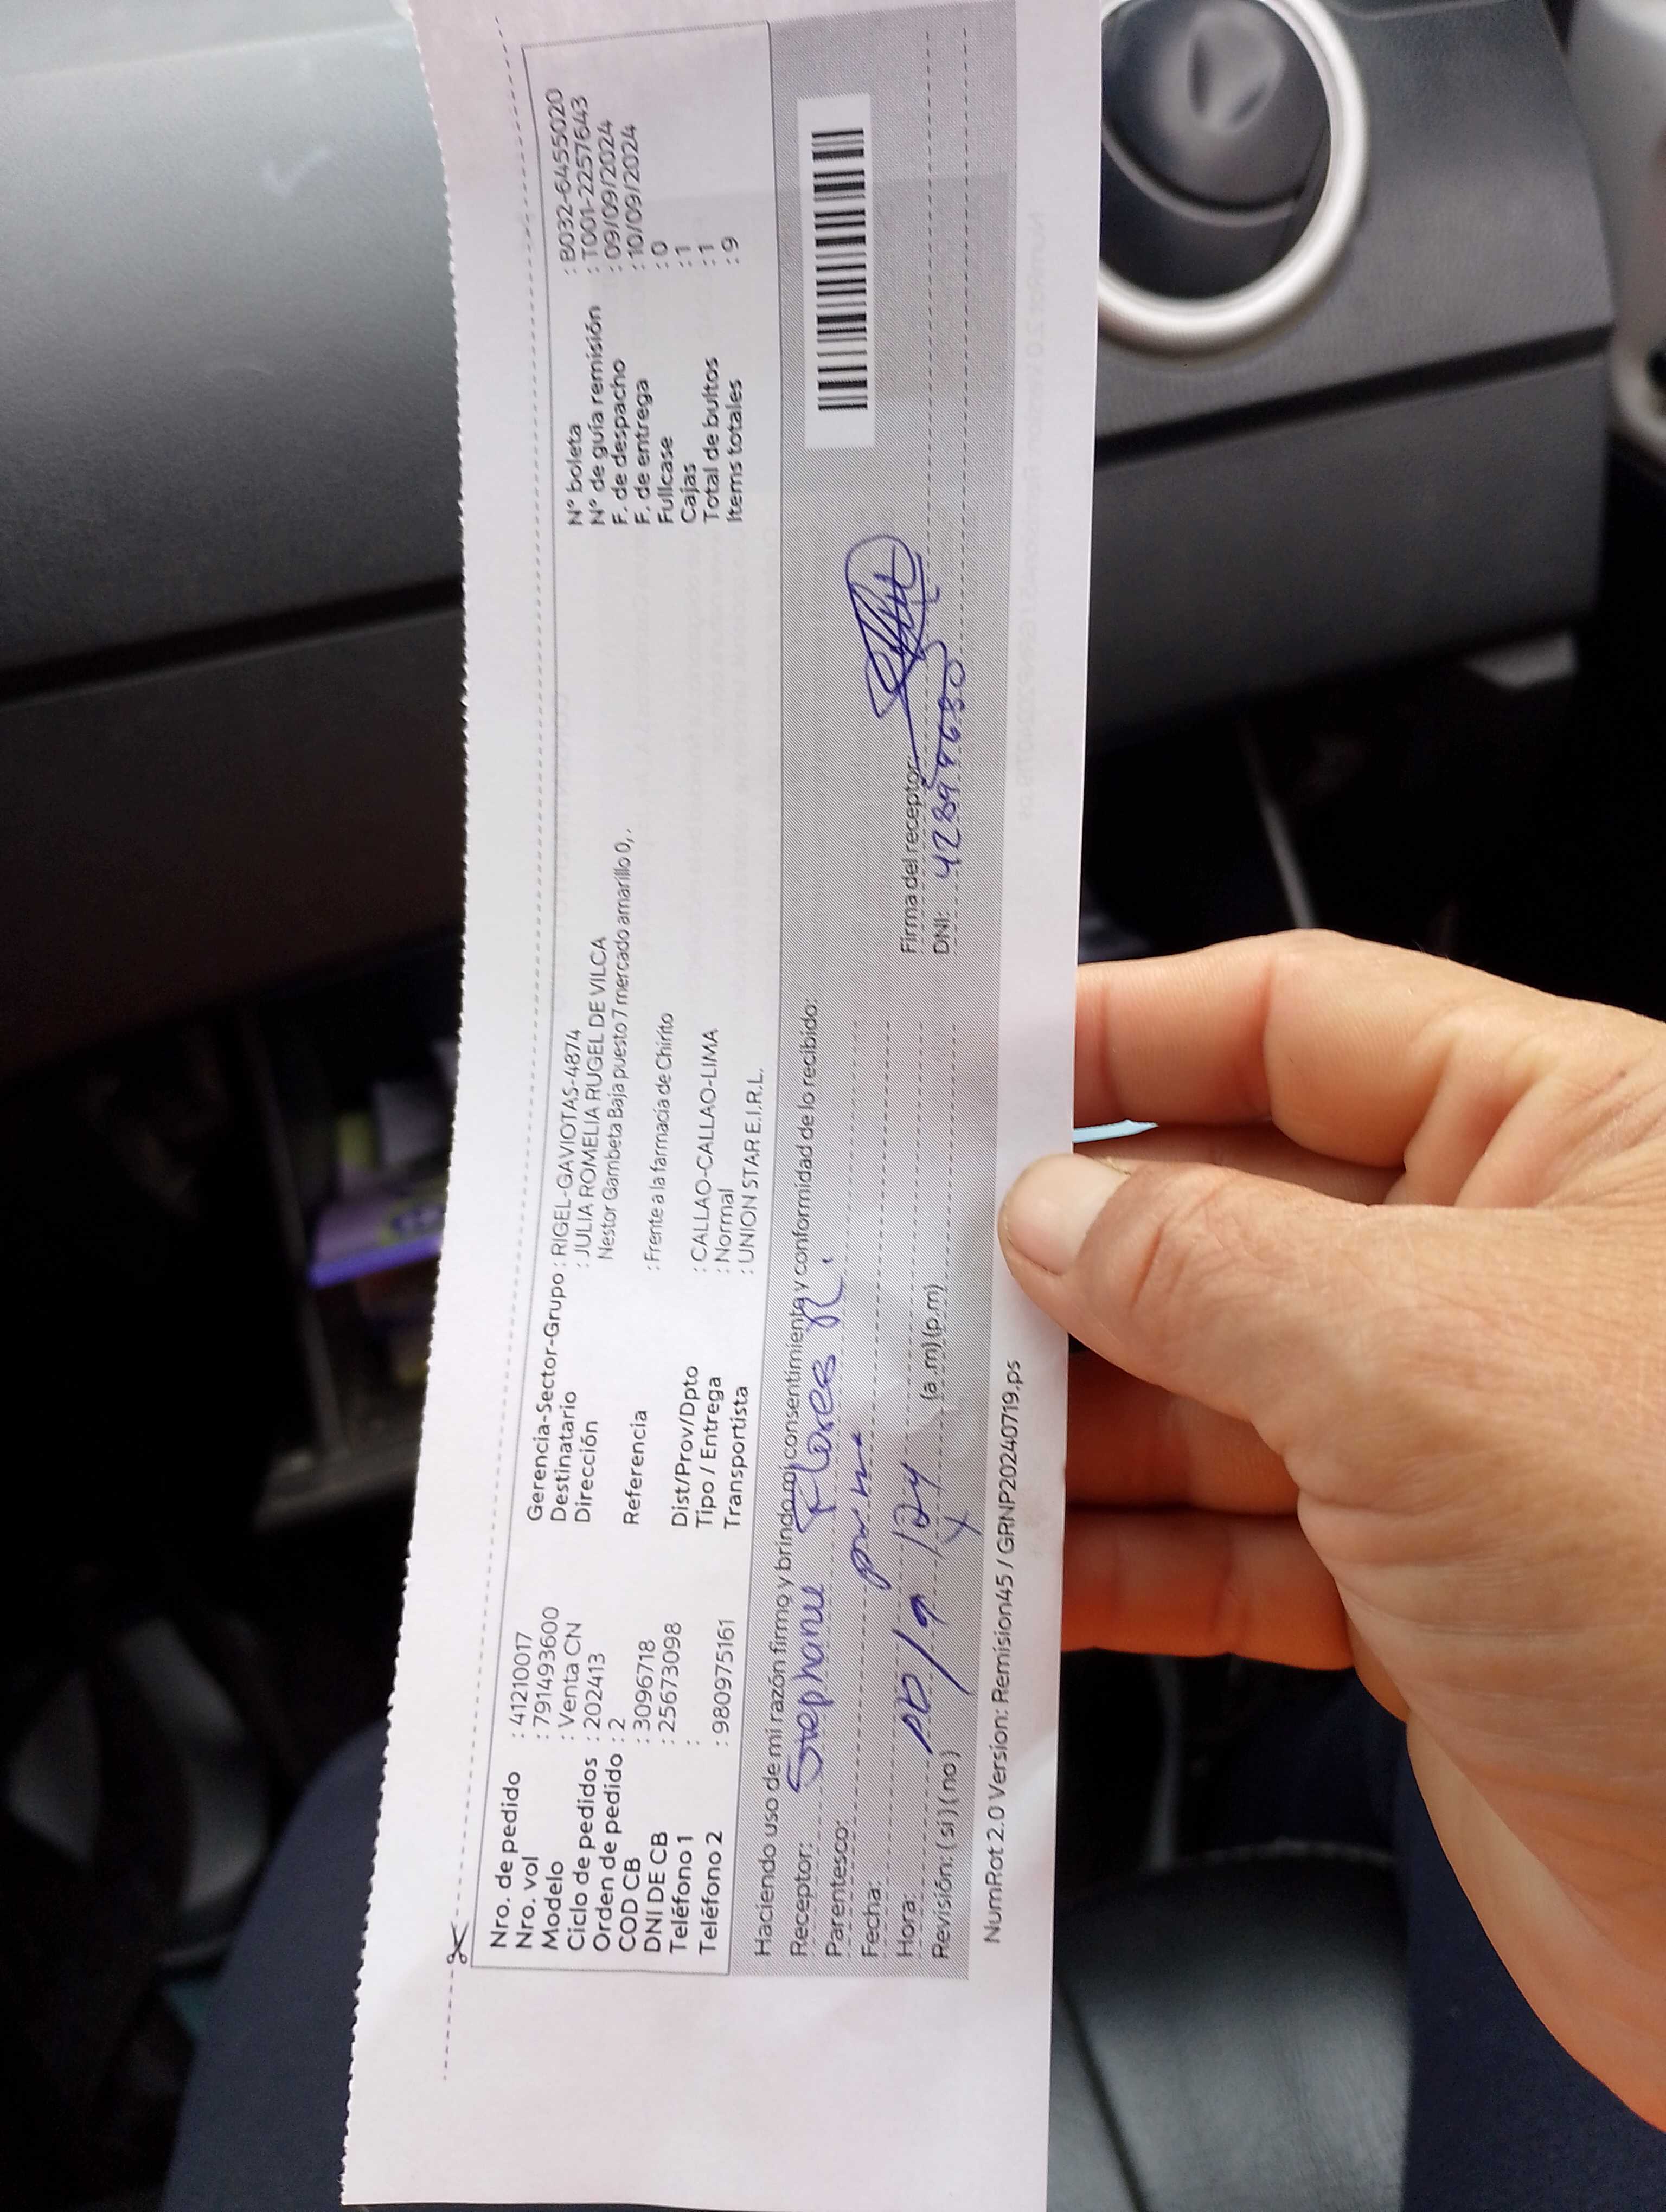 Nro. de pedido : 41210017
Nro. vol : 7914936000
Modelo : Venta CN
Ciclo de pedidos : 202413
Orden de pedido : 2
COD CB : 3096718
DNI DE CB : 25673098
Teléfono 1 :
Teléfono 2 : 980975161
Gerencia-Sector-Grupo : RIGEL-GAVIOTAS-4874
Destinatario : JULIA ROMELIA RUGEL DE VILCA
Dirección Nestor Gambeta Baja puesto 7 mercado amarillo 0,.
Referencia : Frente a la farmacia de Chirito
Dist/Prov/Dpto : CALLAO-CALLAO-LIMA
Tipo / Entrega : Normal
Transportista : UNION STAR E.I.R.L.
N° boleta : B032-6455020
N° de guía remisión : T001-2257643
F. de despacho : 09/09/2024
F. de entrega : 10/09/2024
Fullcase : 0
Cajas : 1
Total de bultos : 1
Items totales : 9
Haciendo uso de mi razón firmo y brindo mi consentimiento y conformidad de lo recibido:
Receptor: Stephanie Flores
Parentesco:
Fecha: 10/9/24
Hora: (a.m) (p.m)
Revisión: (si) (no) X
Firma del receptor
DNI:
NumRot 2.0 Version: Remision45 / GRNP20240719.ps